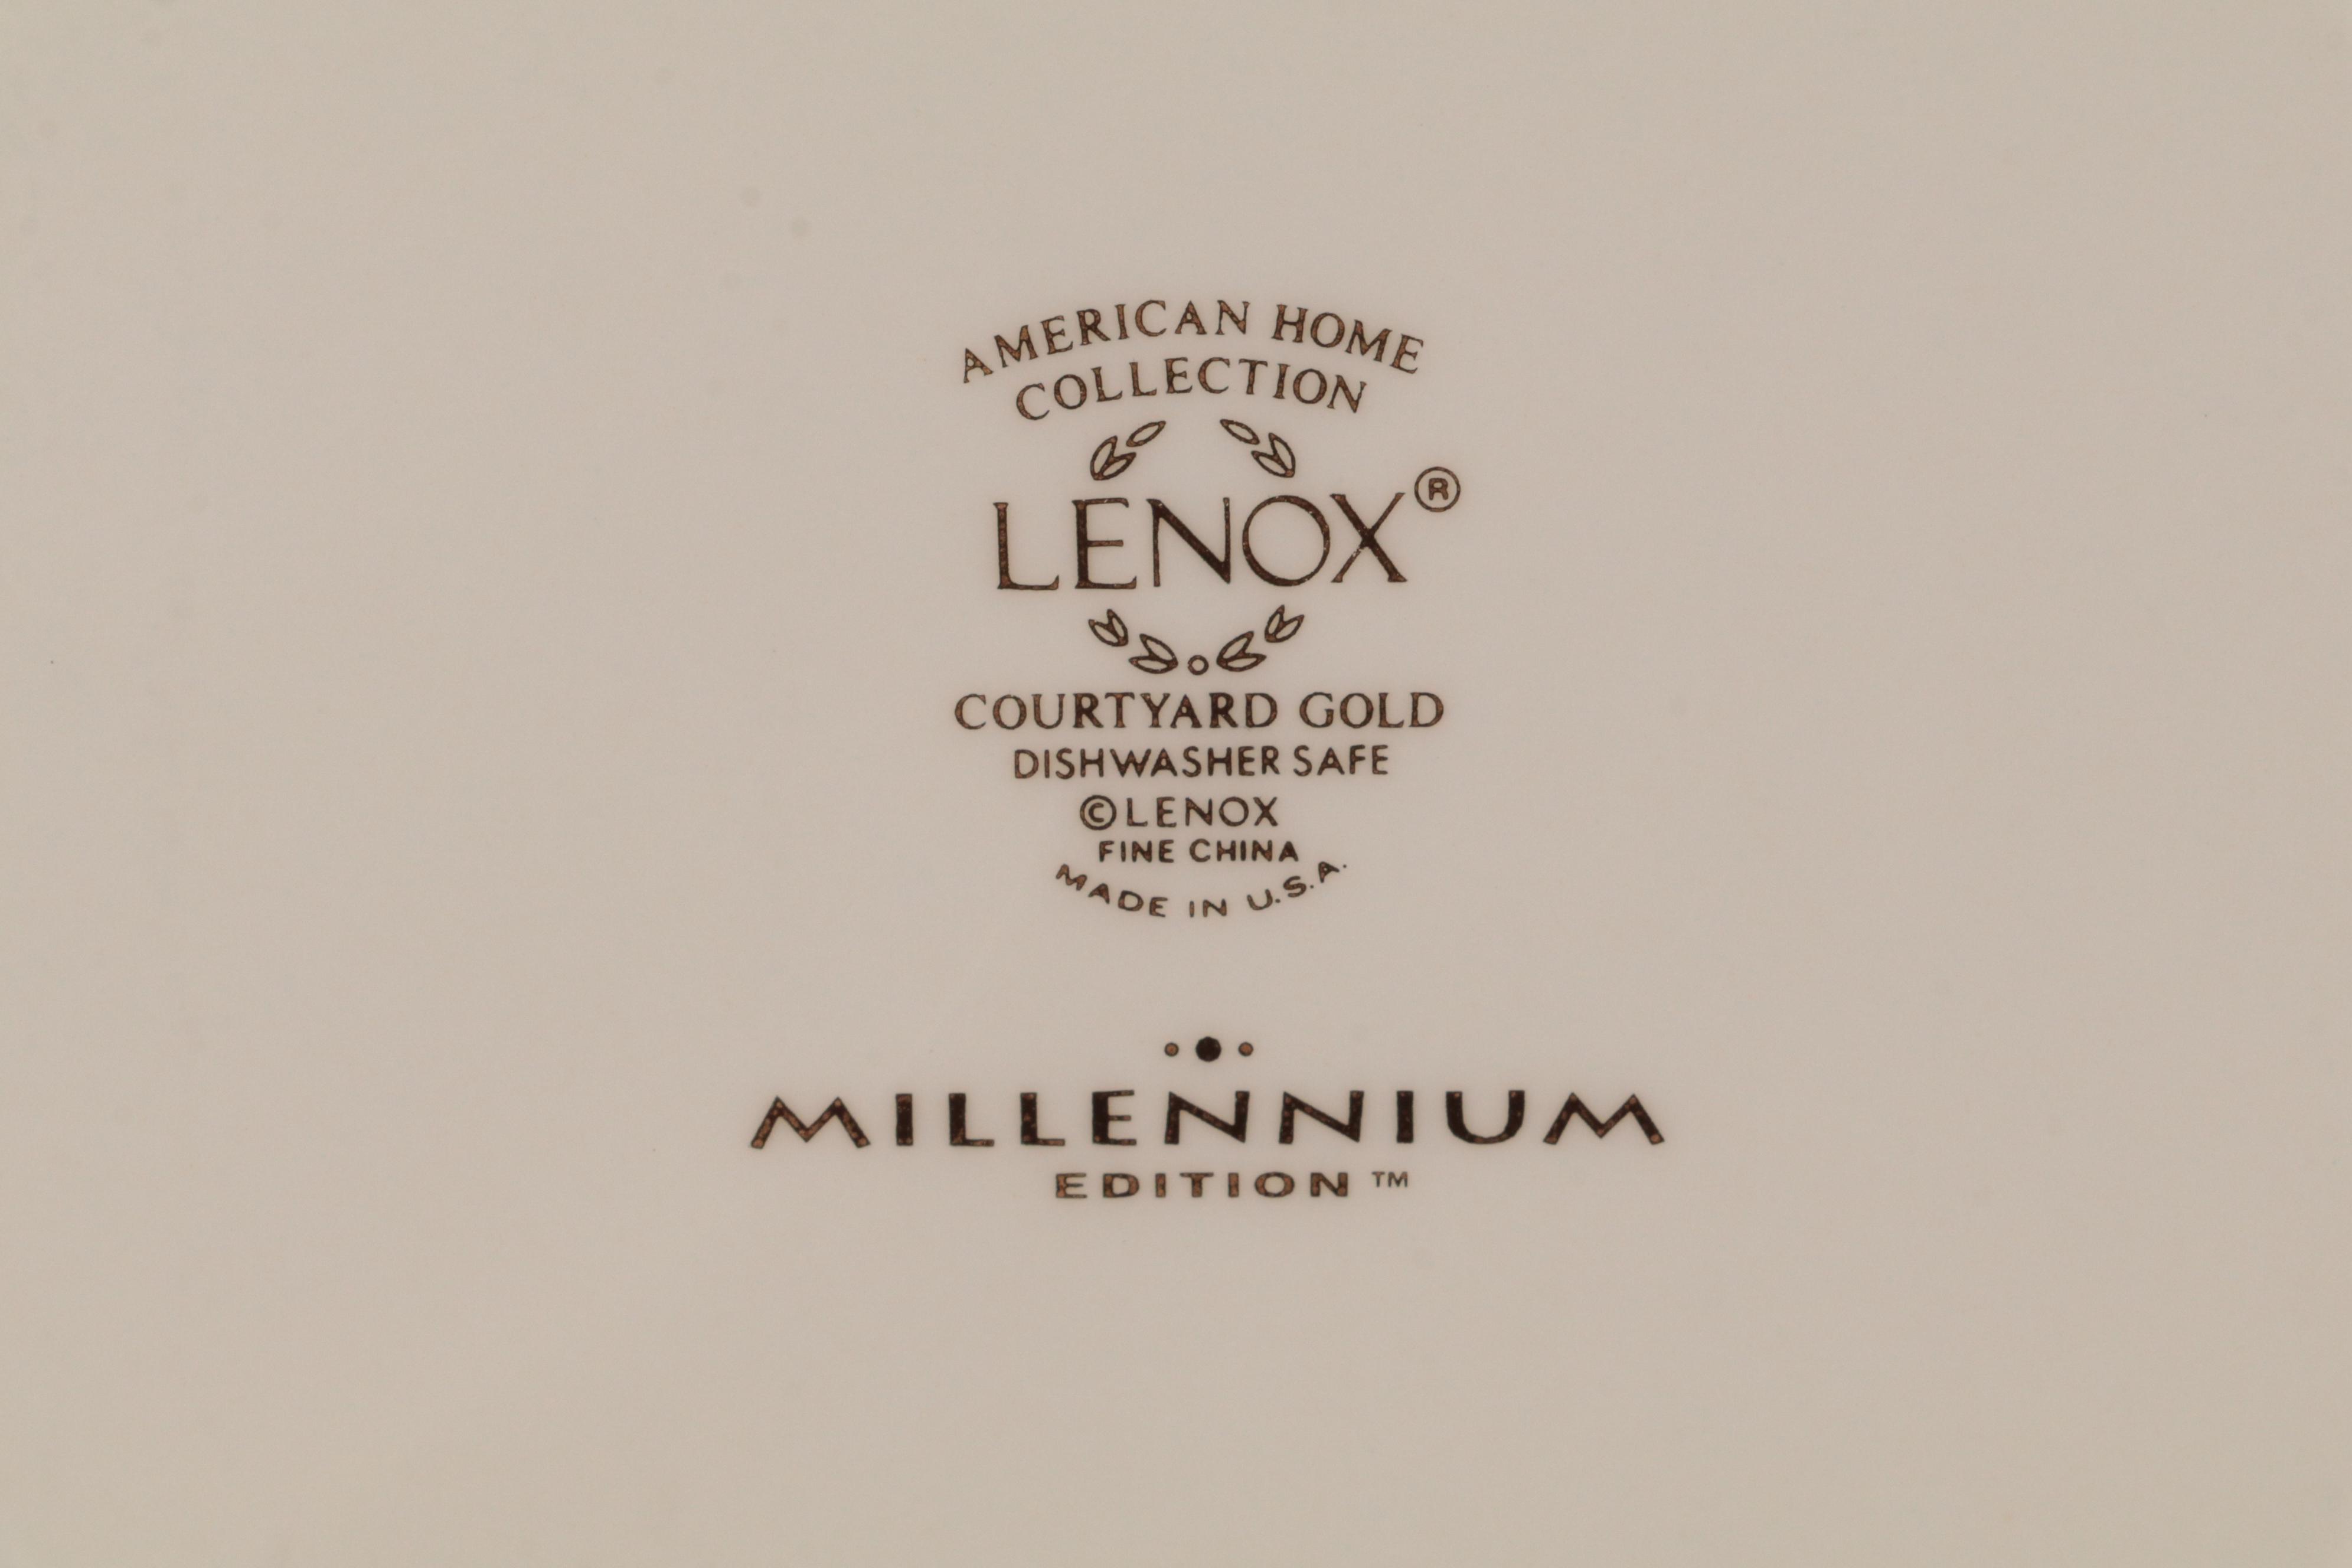 AMERICAN HOME
COLLECTION
LENOX®
COURTYARD GOLD
DISHWASHER SAFE
©LENOX
FINE CHINA
MADE IN U.S.A.
MILLENNIUM
EDITION™